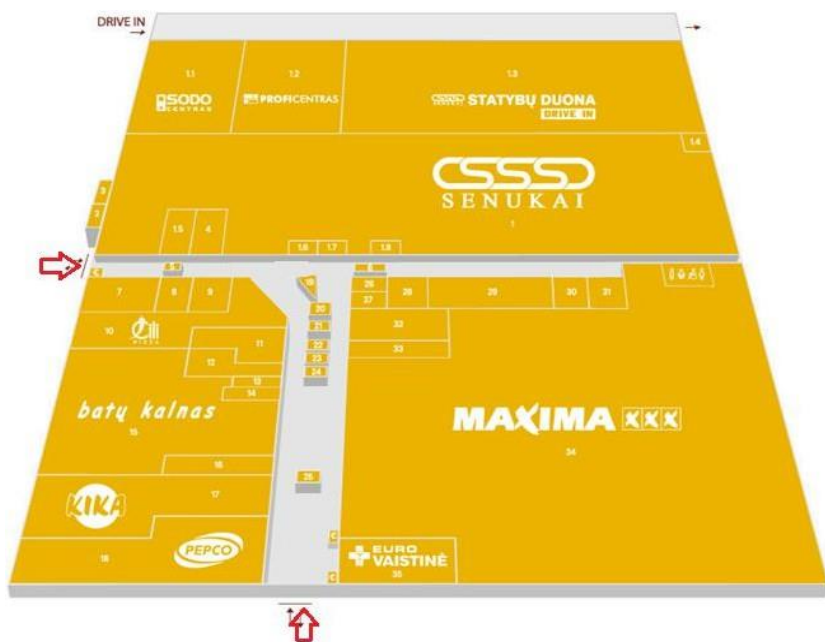 DRIVE IN
1.1
1.2
1.3
SODO
CENTRAS
PROFICENTRAS
SENUKAI STATYBŲ DUONA
DRIVE IN
1.4
SENUKAI
1
3
2
1.5
4
1.6
1.7
1.8
C
7
8
9
19
20
21
22
23
24
25
26
37
28
29
30
31
32
33
10
Čili
PIZZA
11
12
13
14
batų kalnas
15
16
KIKA
17
18
PEPCO
MAXIMA XXX
34
C
C
EURO
VAISTINĖ
35